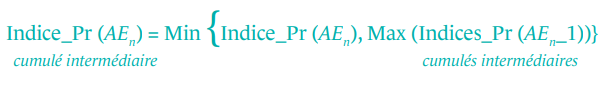 Indice_Pr (AEn) = Min {Indice_Pr (AEn), Max (Indices_Pr (AEn_1))}
cumulé intermédiaire cumulés intermédiaires